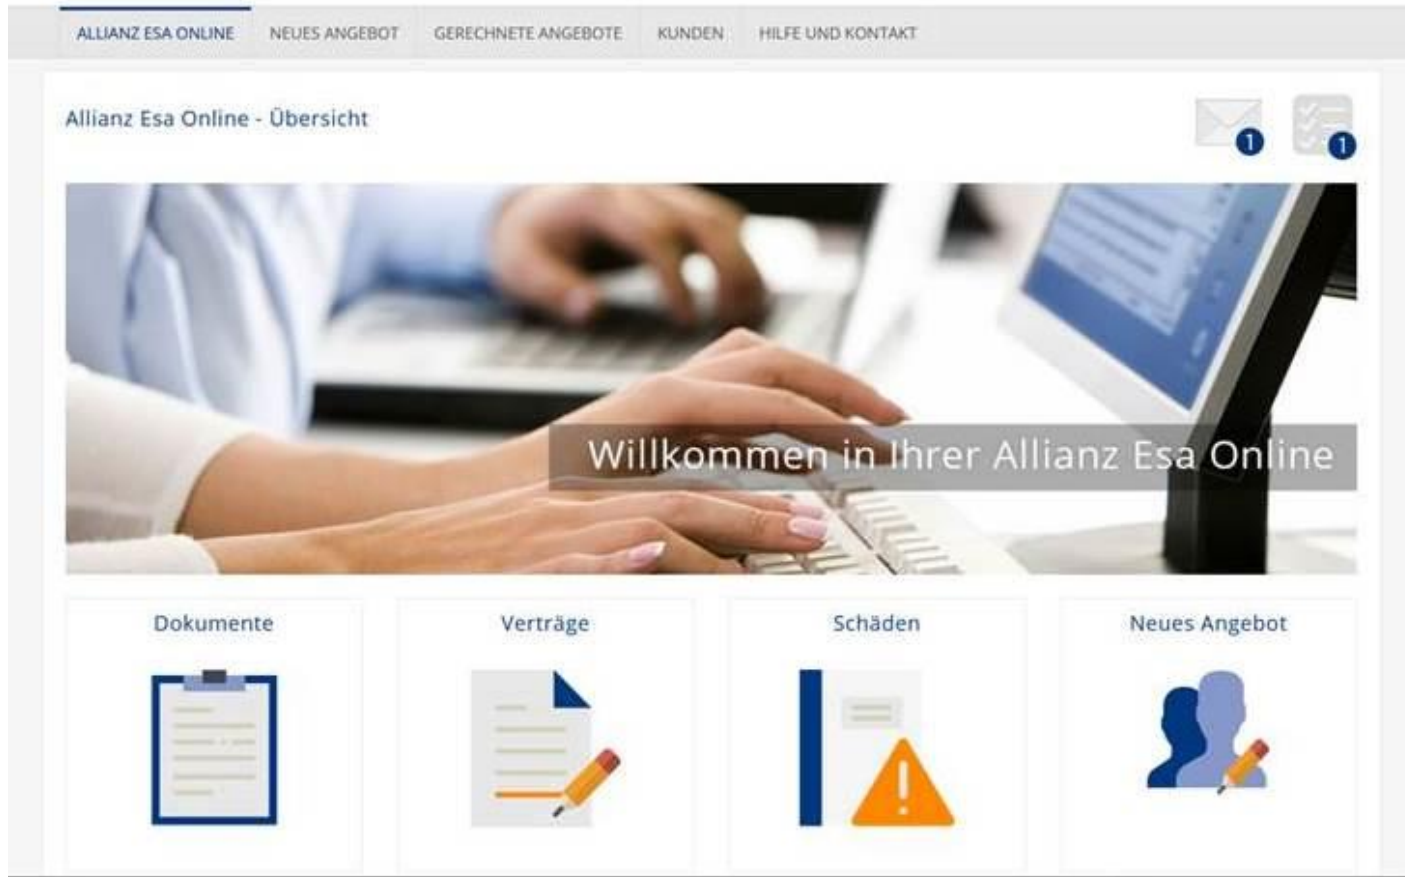 ALLIANZ ESA ONLINE NEUES ANGEBOT GERECHNETE ANGEBOTE KUNDEN HILFE UND KONTAKT
Allianz Esa Online - Übersicht
1 1
Willkommen in Ihrer Allianz Esa Online
Dokumente Verträge Schäden Neues Angebot